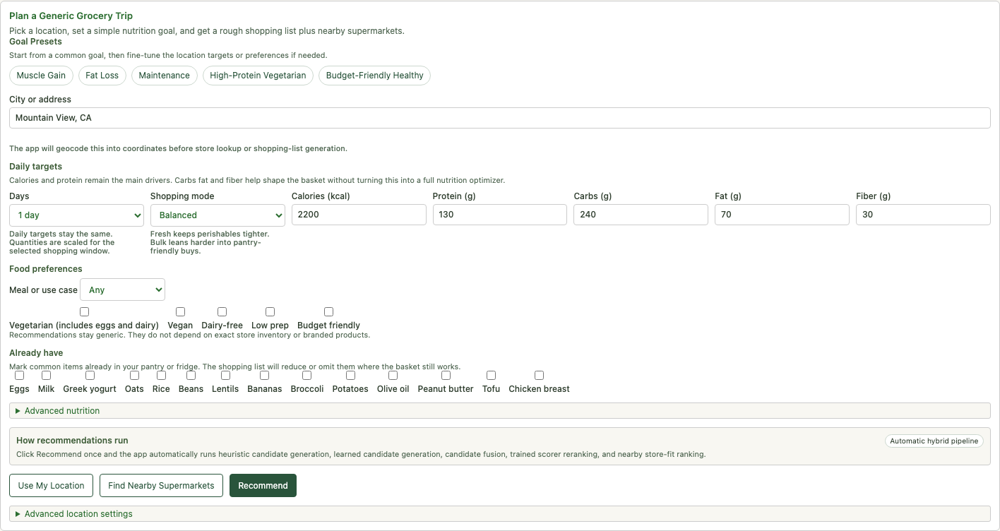 Plan a Generic Grocery Trip
Pick a location, set a simple nutrition goal, and get a rough shopping list plus nearby supermarkets.
Goal Presets
Start from a common goal, then fine-tune the location targets or preferences if needed.
Muscle Gain Fat Loss Maintenance High-Protein Vegetarian Budget-Friendly Healthy
City or address
Mountain View, CA
The app will geocode this into coordinates before store lookup or shopping-list generation.
Daily targets
Calories and protein remain the main drivers. Carbs fat and fiber help shape the basket without turning this into a full nutrition optimizer.
Days Shopping mode Calories (kcal) Protein (g) Carbs (g) Fat (g) Fiber (g)
1 day Balanced 2200 130 240 70 30
Daily targets stay the same.
Quantities are scaled for the
selected shopping window.
Fresh keeps perishables tighter.
Bulk leans harder into pantry-
friendly buys.
Food preferences
Meal or use case Any
Vegetarian (includes eggs and dairy) Vegan Dairy-free Low prep Budget friendly
Recommendations stay generic. They do not depend on exact store inventory or branded products.
Already have
Mark common items already in your pantry or fridge. The shopping list will reduce or omit them where the basket still works.
Eggs Milk Greek yogurt Oats Rice Beans Lentils Bananas Broccoli Potatoes Olive oil Peanut butter Tofu Chicken breast
Advanced nutrition
How recommendations run
Automatic hybrid pipeline
Click Recommend once and the app automatically runs heuristic candidate generation, learned candidate generation, candidate fusion, trained scorer reranking, and nearby store-fit ranking.
Use My Location Find Nearby Supermarkets Recommend
Advanced location settings